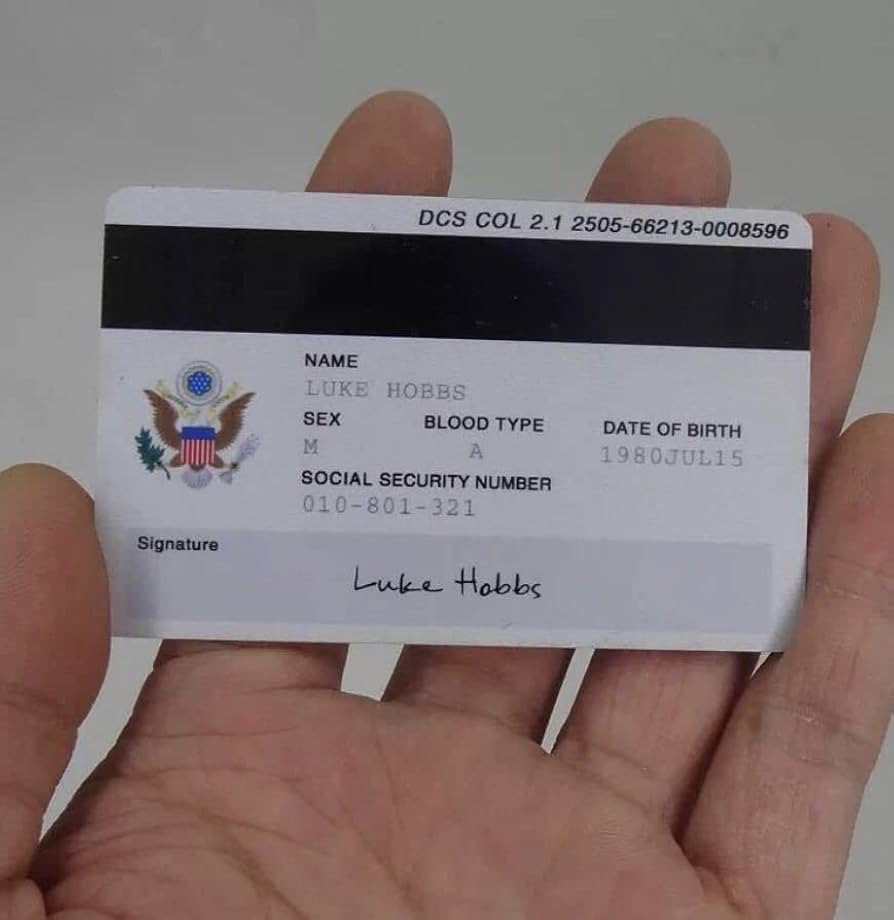 DCS COL 2.1 2505-66213-0008596
NAME
LUKE HOBBS
SEX BLOOD TYPE DATE OF BIRTH
M A 1980JUL15
SOCIAL SECURITY NUMBER
010-801-321
Signature
Luke Hobbs